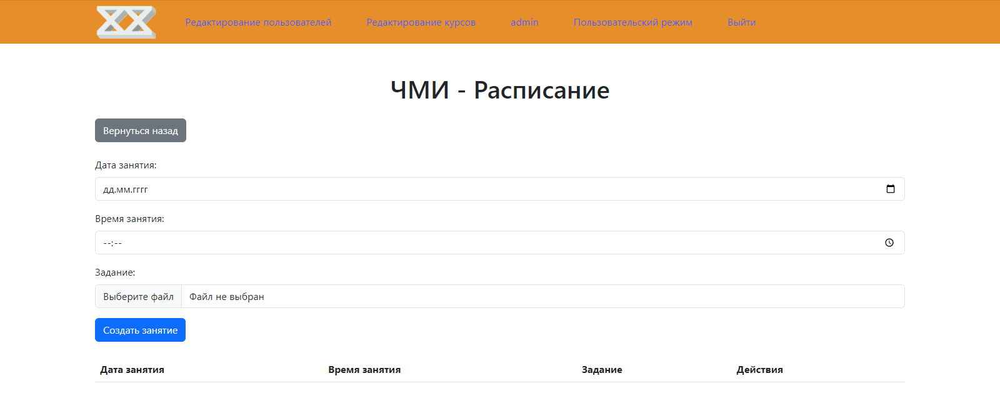 Редактирование пользователей Редактирование курсов admin Пользовательский режим Выйти
ЧМИ - Расписание
Вернуться назад
Дата занятия:
дд.мм.гггг
Время занятия:
--:--
Задание:
Выберите файл Файл не выбран
Создать занятие
Дата занятия Время занятия Задание Действия